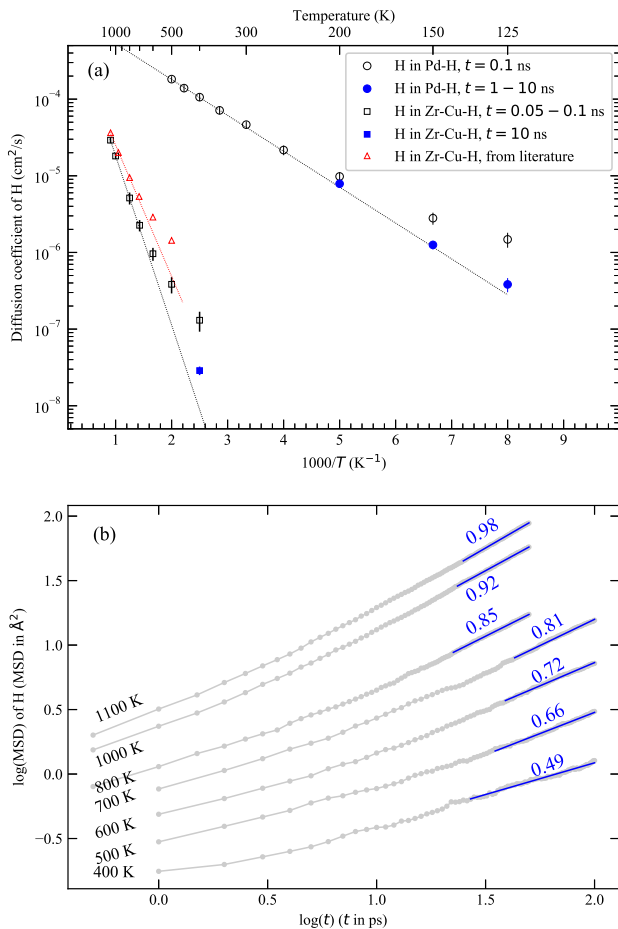 Temperature (K)
1000 500 400 300 200 150 125
(a)
H in Pd-H, t = 0.1 ns
H in Pd-H, t = 1 − 10 ns
H in Zr-Cu-H, t = 0.05 − 0.1 ns
H in Zr-Cu-H, t = 10 ns
H in Zr-Cu-H, from literature
Diffusion coefficient of H (cm²/s)
10⁻⁴
10⁻⁵
10⁻⁶
10⁻⁷
10⁻⁸
1 2 3 4 5 6 7 8 9
1000/T (K⁻¹)
(b)
log(MSD) of H (MSD in Å²)
2.0
1.5
1.0
0.5
0.0
−0.5
0.98
0.92
0.85
0.81
0.72
0.66
0.49
1100 K
1000 K
800 K
700 K
600 K
500 K
400 K
0.0 0.5 1.0 1.5 2.0
log(t) (t in ps)